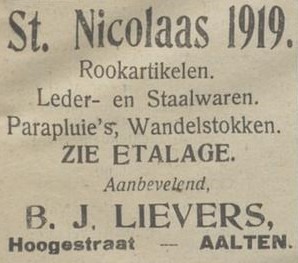 St. Nicolaas 1919.
Rookartikelen.
Leder- en Staalwaren.
Parapluie's, Wandelstokken.
ZIE ETALAGE.
Aanbevelend,
B. J. LIEVERS,
Hoogestraat — AALTEN.